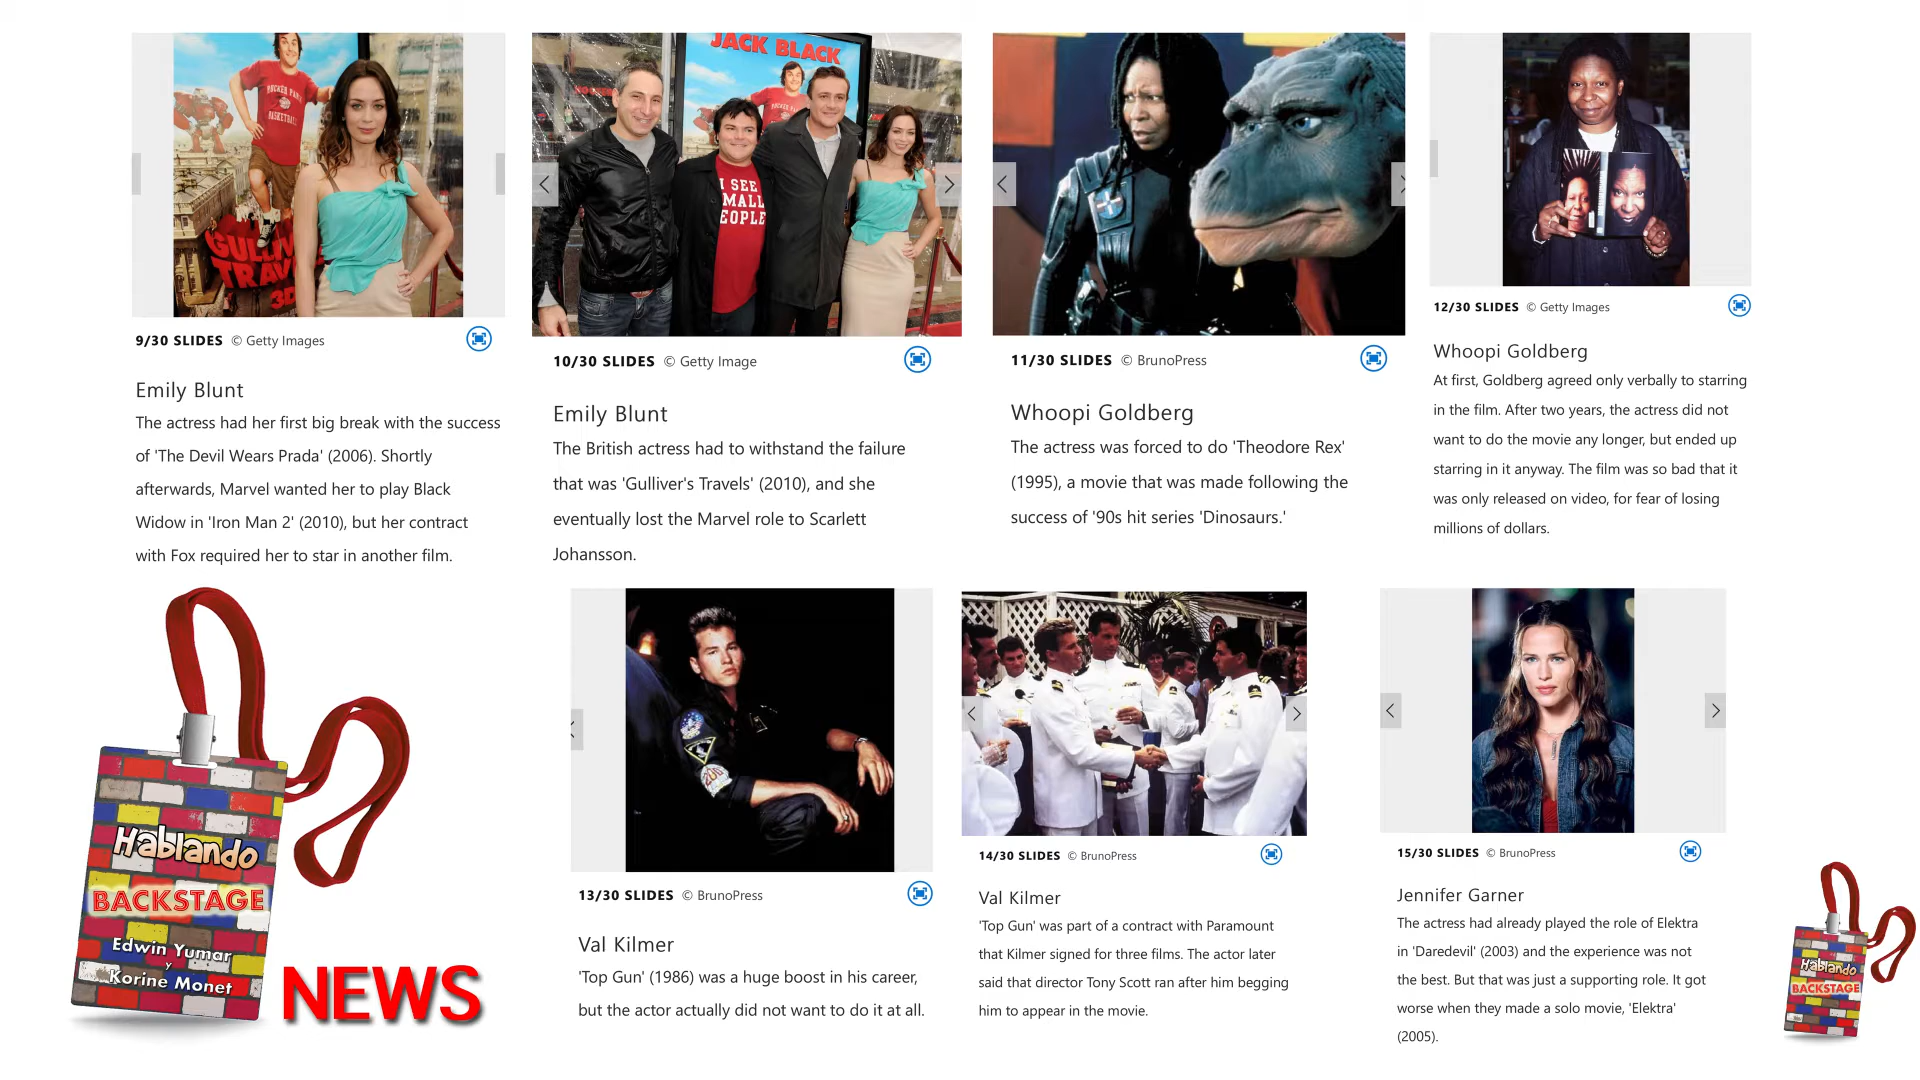 9/30 SLIDES © Getty Images
Emily Blunt
The actress had her first big break with the success
of 'The Devil Wears Prada' (2006). Shortly
afterwards, Marvel wanted her to play Black
Widow in 'Iron Man 2' (2010), but her contract
with Fox required her to star in another film.
JACK BLACK
I SEE
MALL
EOPLE
10/30 SLIDES © Getty Image
Emily Blunt
The British actress had to withstand the failure
that was 'Gulliver's Travels' (2010), and she
eventually lost the Marvel role to Scarlett
Johansson.
11/30 SLIDES © BrunoPress
Whoopi Goldberg
The actress was forced to do 'Theodore Rex'
(1995), a movie that was made following the
success of '90s hit series 'Dinosaurs.'
12/30 SLIDES © Getty Images
Whoopi Goldberg
At first, Goldberg agreed only verbally to starring
in the film. After two years, the actress did not
want to do the movie any longer, but ended up
starring in it anyway. The film was so bad that it
was only released on video, for fear of losing
millions of dollars.
Hablando
BACKSTAGE
Edwin Yumar
y
Korine Monet
NEWS
13/30 SLIDES © BrunoPress
Val Kilmer
'Top Gun' (1986) was a huge boost in his career,
but the actor actually did not want to do it at all.
14/30 SLIDES © BrunoPress
Val Kilmer
'Top Gun' was part of a contract with Paramount
that Kilmer signed for three films. The actor later
said that director Tony Scott ran after him begging
him to appear in the movie.
15/30 SLIDES © BrunoPress
Jennifer Garner
The actress had already played the role of Elektra
in 'Daredevil' (2003) and the experience was not
the best. But that was just a supporting role. It got
worse when they made a solo movie, 'Elektra'
(2005).
Hablando
BACKSTAGE